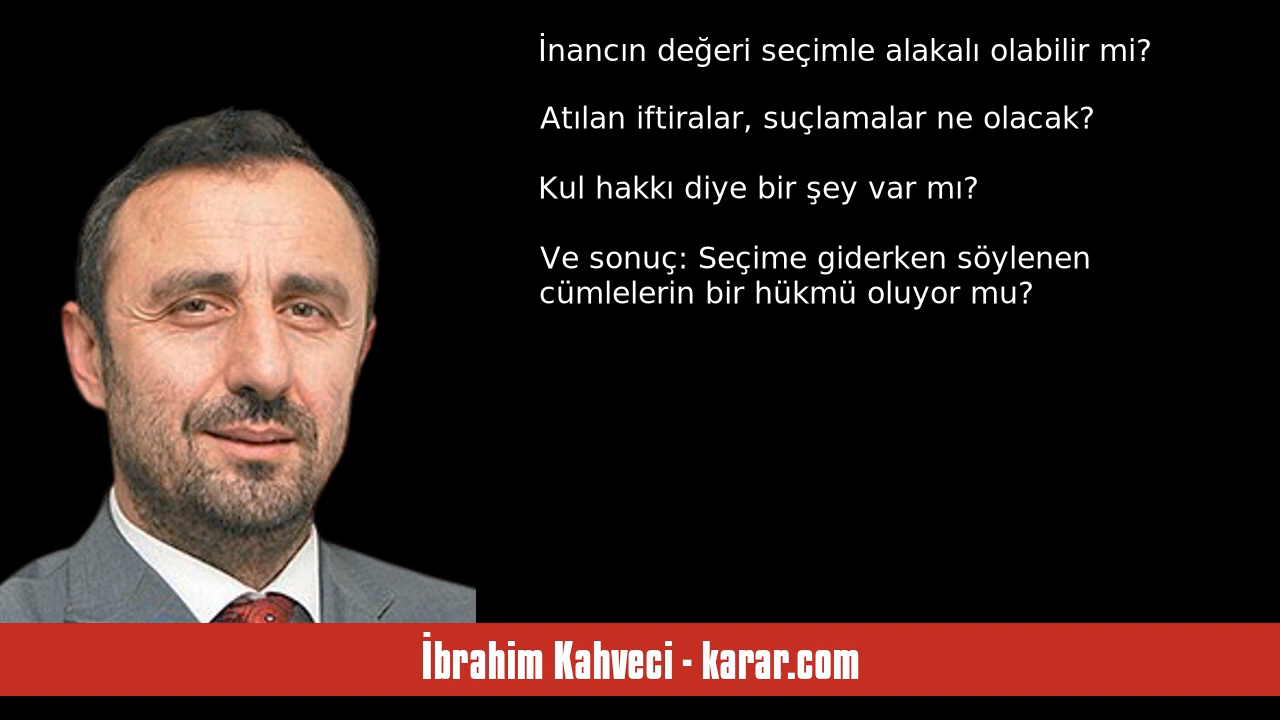 İnancın değeri seçimle alakalı olabilir mi?
Atılan iftiralar, suçlamalar ne olacak?
Kul hakkı diye bir şey var mı?
Ve sonuç: Seçime giderken söylenen
cümlelerin bir hükmü oluyor mu?
İbrahim Kahveci - karar.com